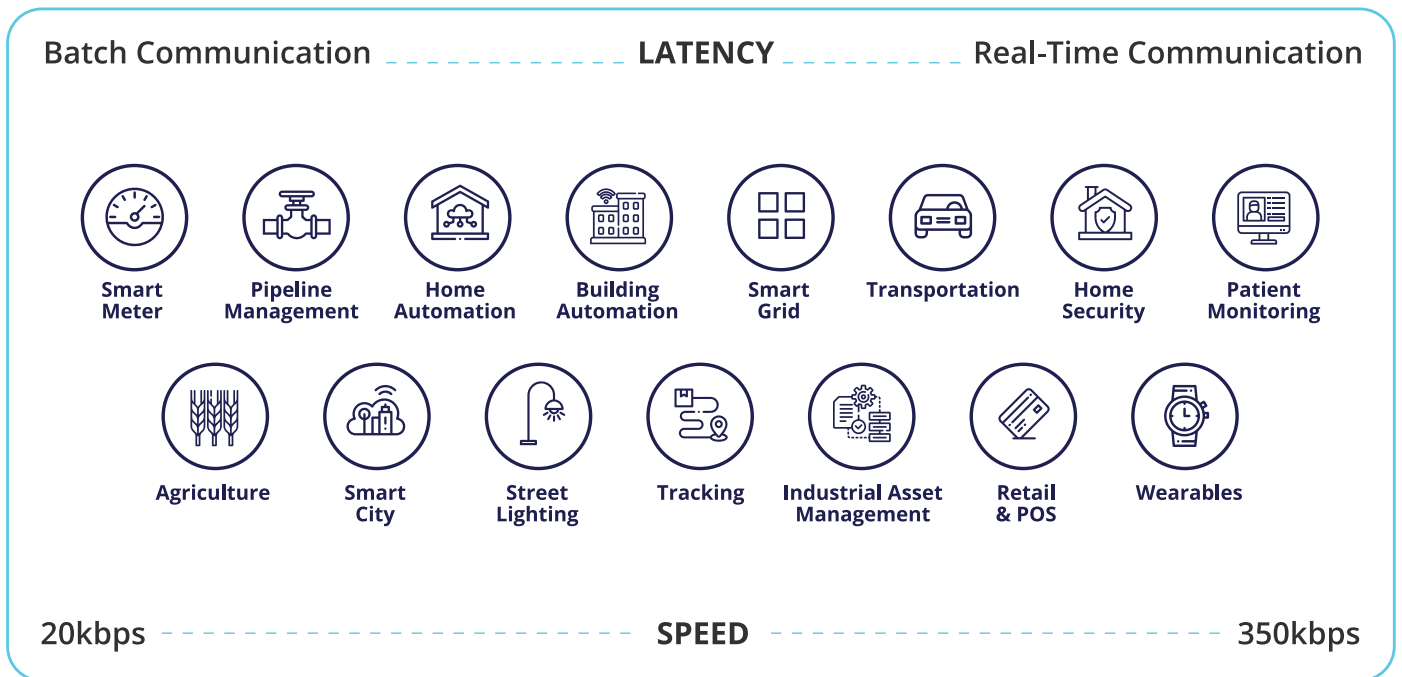 Batch Communication LATENCY Real-Time Communication
Smart
Meter
Pipeline
Management
Home
Automation
Building
Automation
Smart
Grid
Transportation
Home
Security
Patient
Monitoring
Agriculture
Smart
City
Street
Lighting
Tracking
Industrial Asset
Management
Retail
& POS
Wearables
20kbps SPEED 350kbps